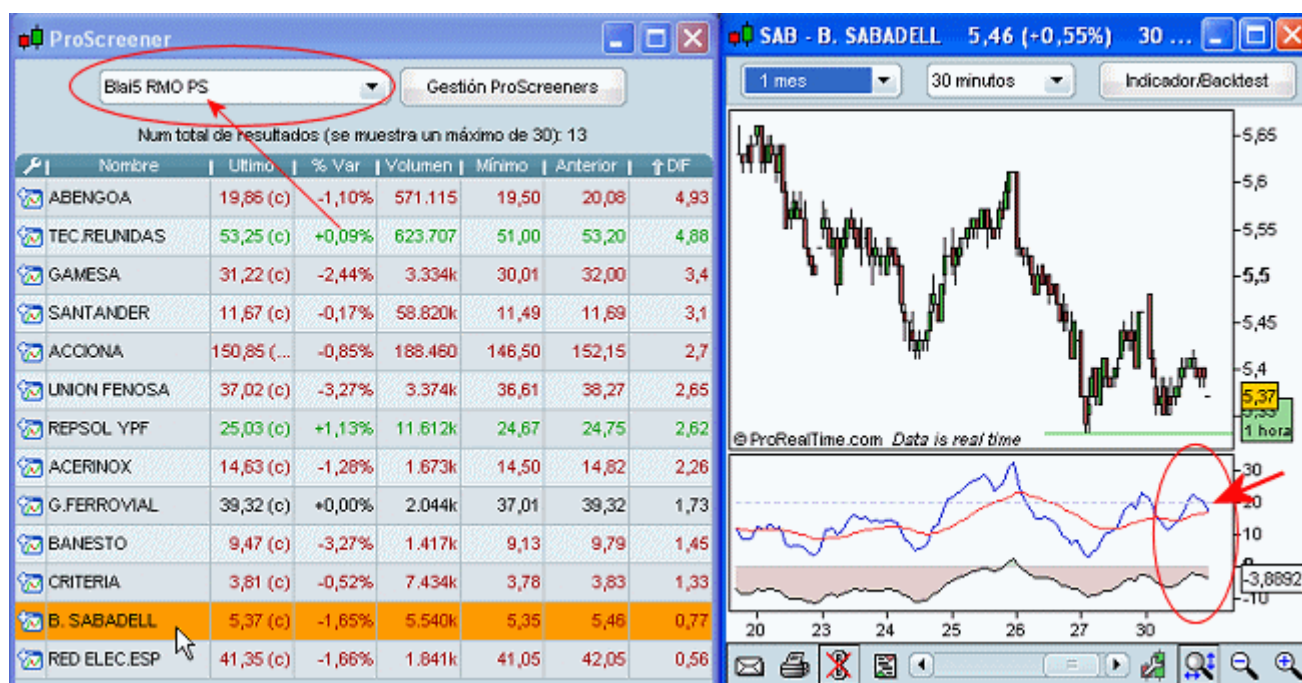 ProScreener
Blai5 RMO PS Gestión ProScreeners
Num total de resultados (se muestra un máximo de 30): 13
Nombre Ultimo % Var Volumen Mínimo Anterior DIF
ABENGOA 19,86 (c) -1,10% 571.115 19,50 20,08 4,93
TEC.REUNIDAS 53,25 (c) +0,09% 623.707 51,00 53,20 4,88
GAMESA 31,22 (c) -2,44% 3.334k 30,01 32,00 3,4
SANTANDER 11,67 (c) -0,17% 58.820k 11,49 11,69 3,1
ACCIONA 150,85 (... -0,85% 188.460 146,50 152,15 2,7
UNION FENOSA 37,02 (c) -3,27% 3.374k 36,61 38,27 2,65
REPSOL YPF 25,03 (c) +1,13% 11.612k 24,67 24,75 2,62
ACERINOX 14,63 (c) -1,28% 1.673k 14,50 14,82 2,26
G.FERROVIAL 39,32 (c) +0,00% 2.044k 37,01 39,32 1,73
BANESTO 9,47 (c) -3,27% 1.417k 9,13 9,79 1,45
CRITERIA 3,81 (c) -0,52% 7.434k 3,78 3,83 1,33
B. SABADELL 5,37 (c) -1,65% 5.540k 5,35 5,46 0,77
RED ELEC.ESP 41,35 (c) -1,66% 1.841k 41,05 42,05 0,56
SAB - B. SABADELL 5,46 (+0,55%) 30 ...
1 mes 30 minutos Indicador/Backtest
5,65
5,6
5,55
5,5
5,45
5,4
5,37
1 hora
© ProRealTime.com Data is real time
30
20
10
-3,8892
-10
20 23 24 25 26 27 30